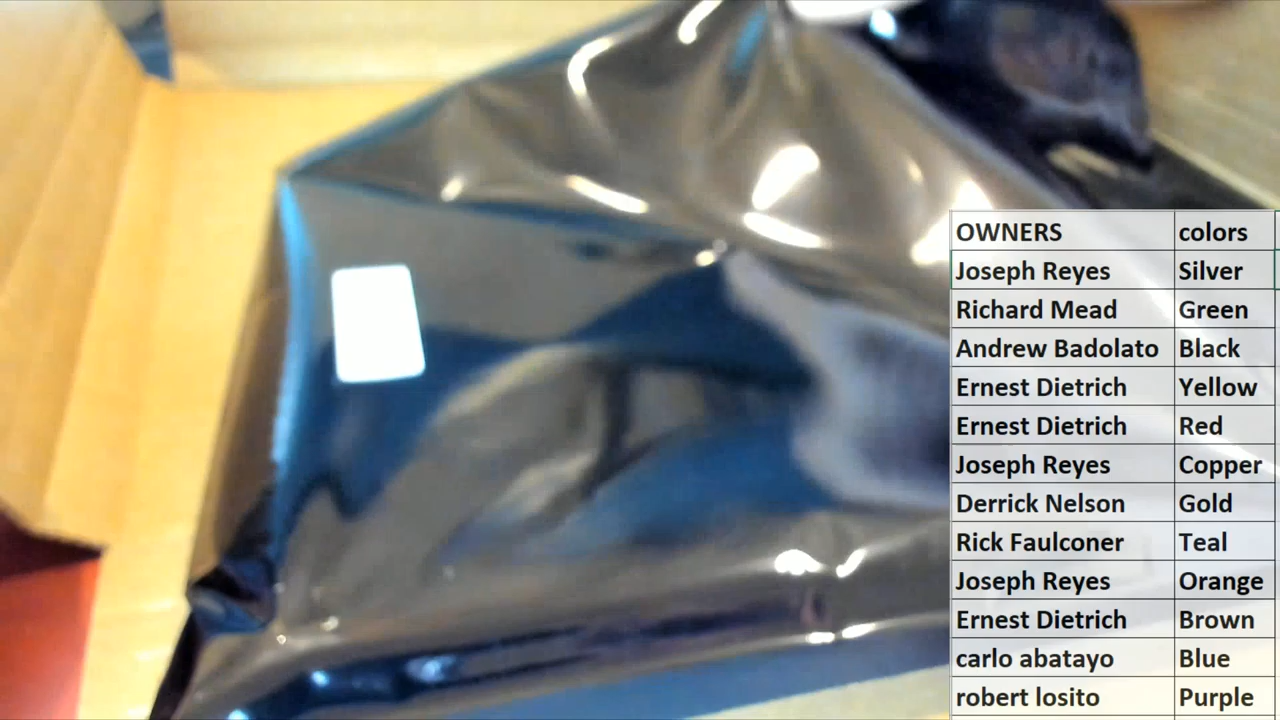 OWNERS colors
Joseph Reyes Silver
Richard Mead Green
Andrew Badolato Black
Ernest Dietrich Yellow
Ernest Dietrich Red
Joseph Reyes Copper
Derrick Nelson Gold
Rick Faulconer Teal
Joseph Reyes Orange
Ernest Dietrich Brown
carlo abatayo Blue
robert losito Purple